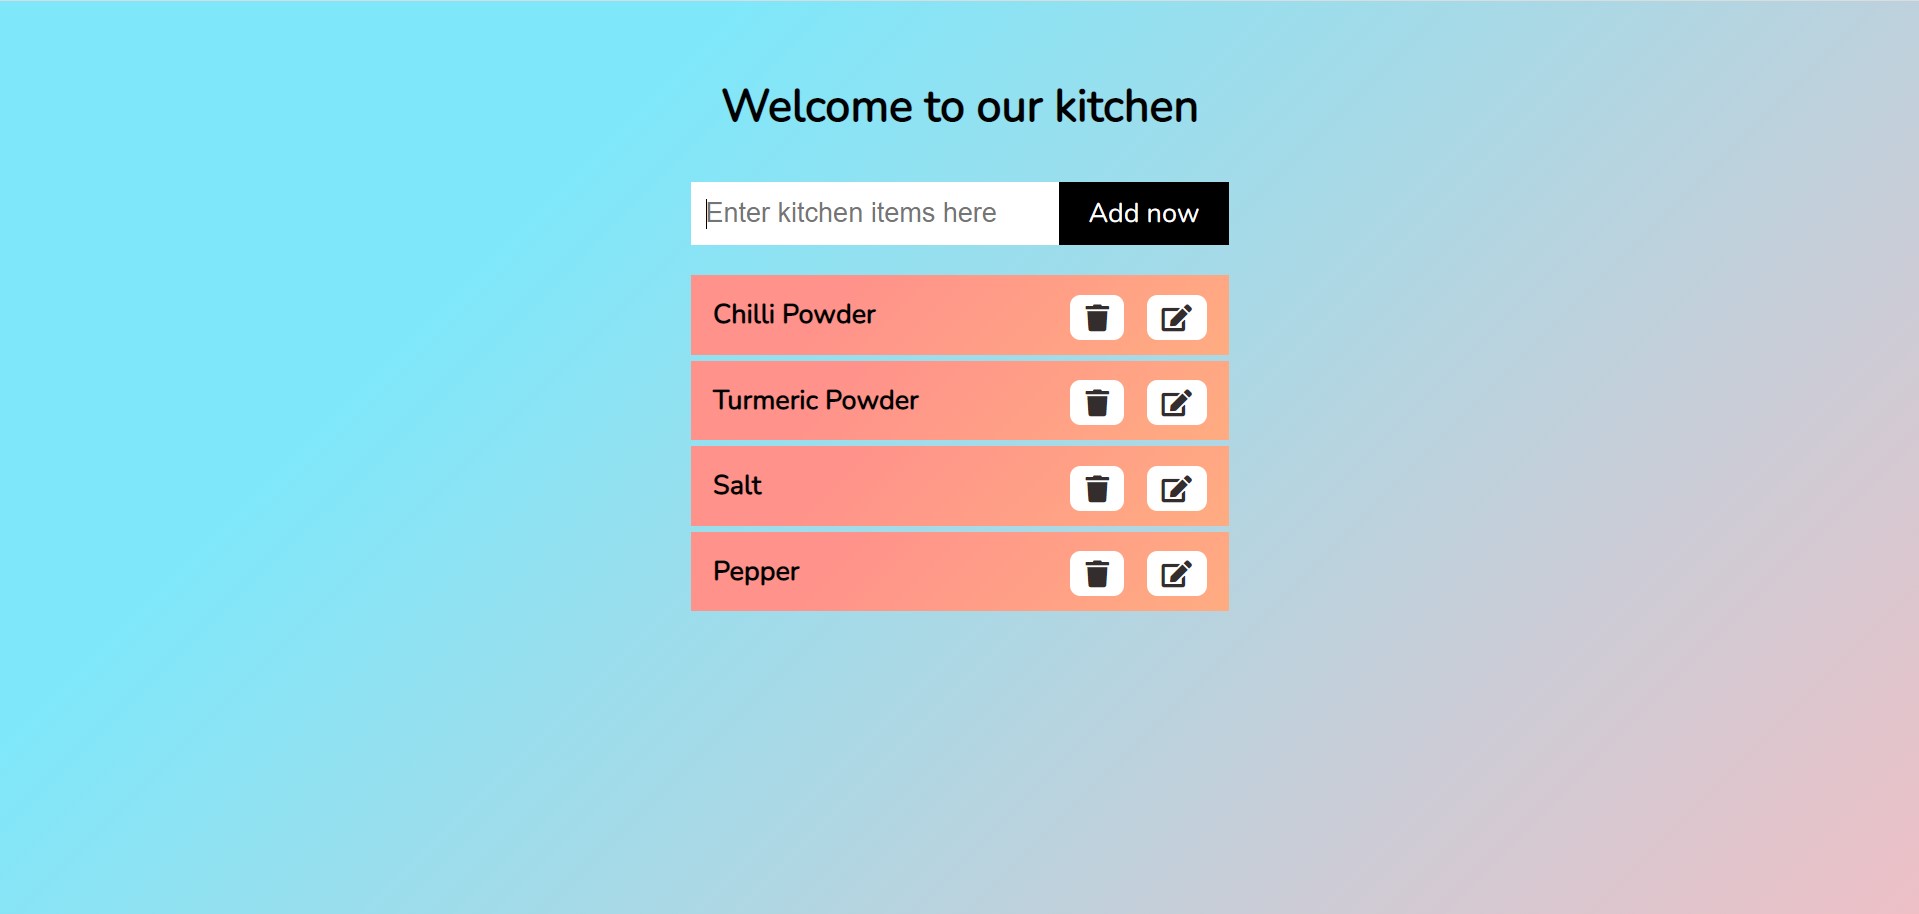 Welcome to our kitchen
Enter kitchen items here
Add now
Chilli Powder
Turmeric Powder
Salt
Pepper